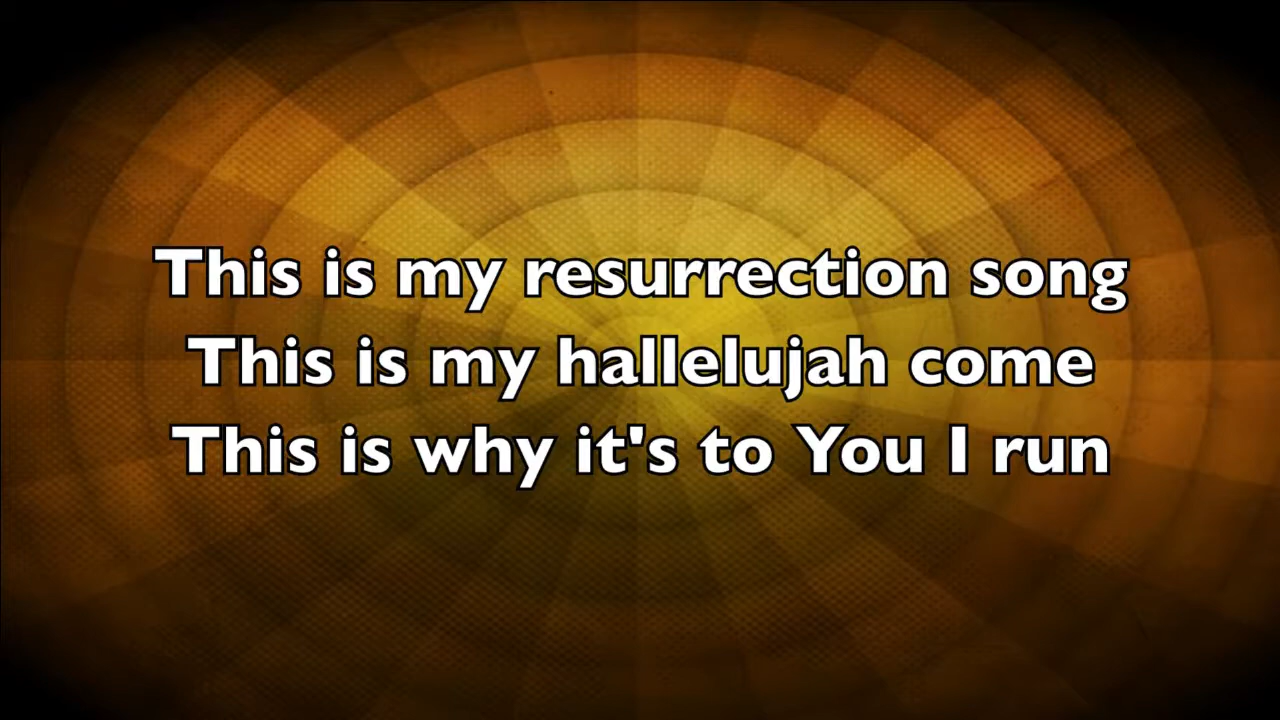 This is my resurrection song
This is my hallelujah come
This is why it's to You I run